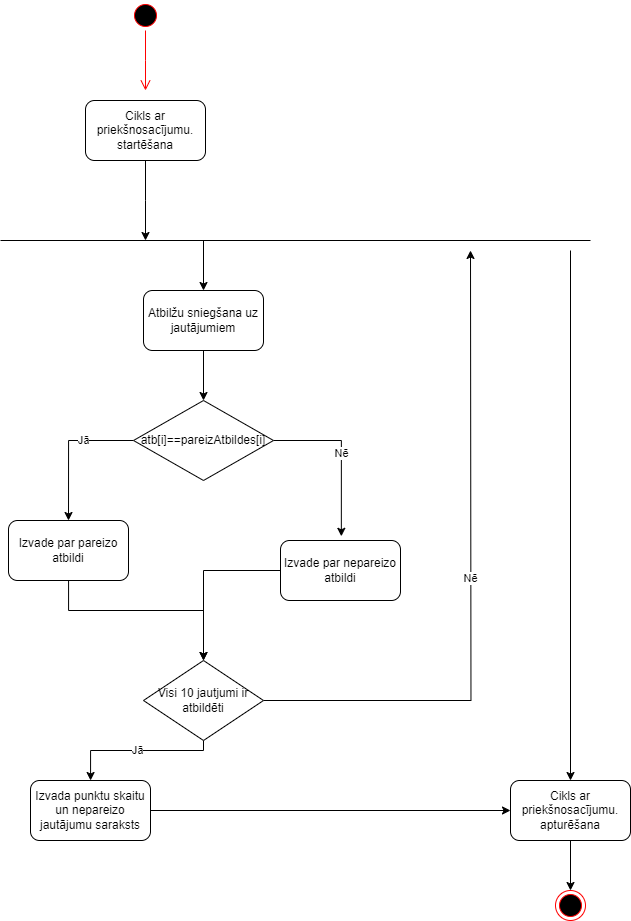 Cikls ar
priekšnosacījumu.
startēšana
Atbilžu sniegšana uz
jautājumiem
atb[i]==pareizAtbildes[i]
Jā
Nē
Izvade par pareizo
atbildi
Izvade par nepareizo
atbildi
Nē
Visi 10 jautjumi ir
atbildēti
Jā
Izvada punktu skaitu
un nepareizo
jautājumu saraksts
Cikls ar
priekšnosacījumu.
apturēšana